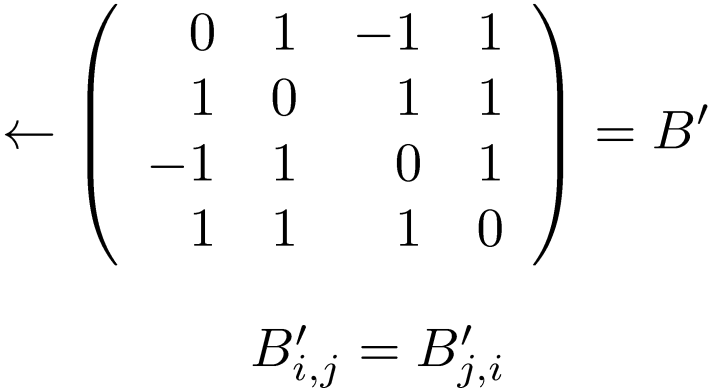 0 1 −1 1
1 0 1 1
← ( −1 1 0 1 ) = B′
1 1 1 0
B′i,j = B′j,i